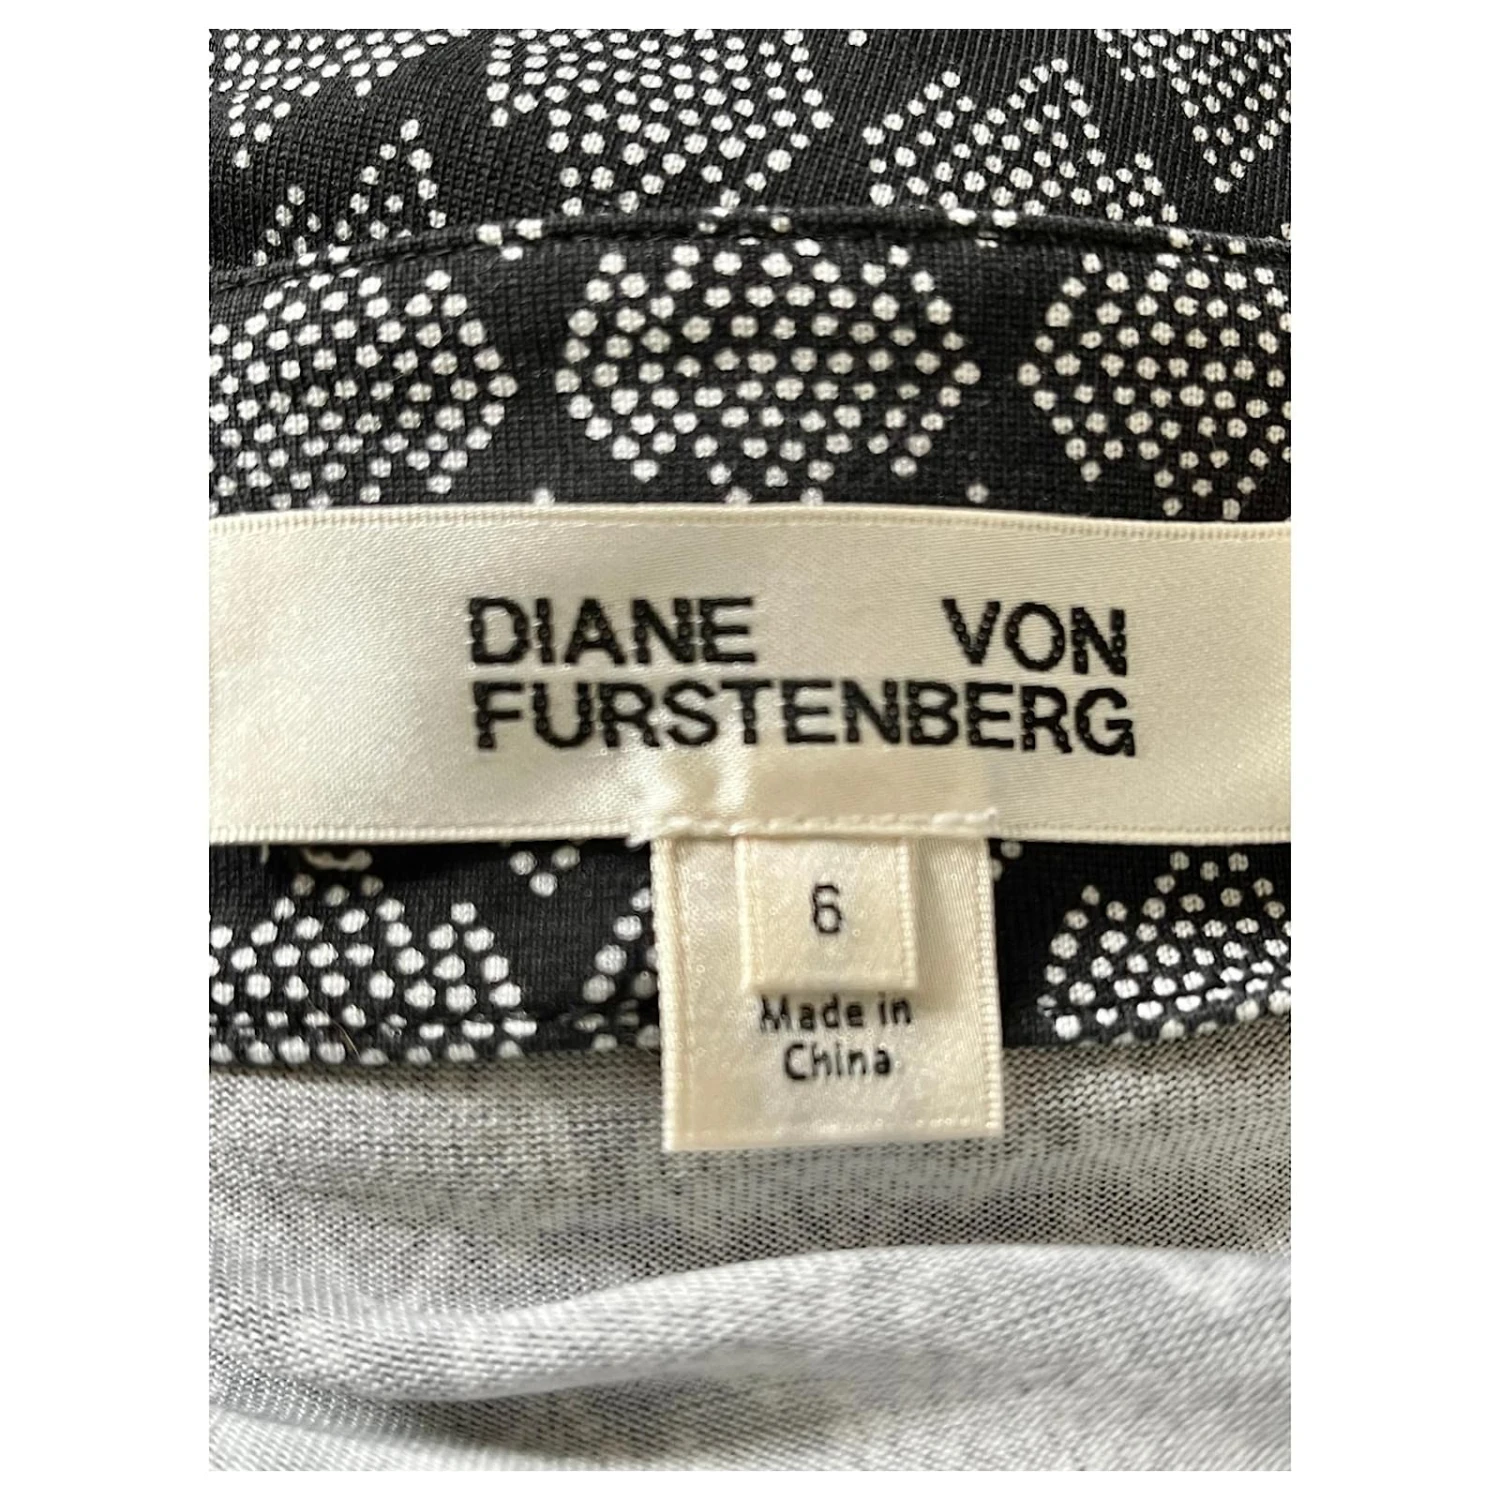 DIANE VON
FURSTENBERG
6
Made in
China